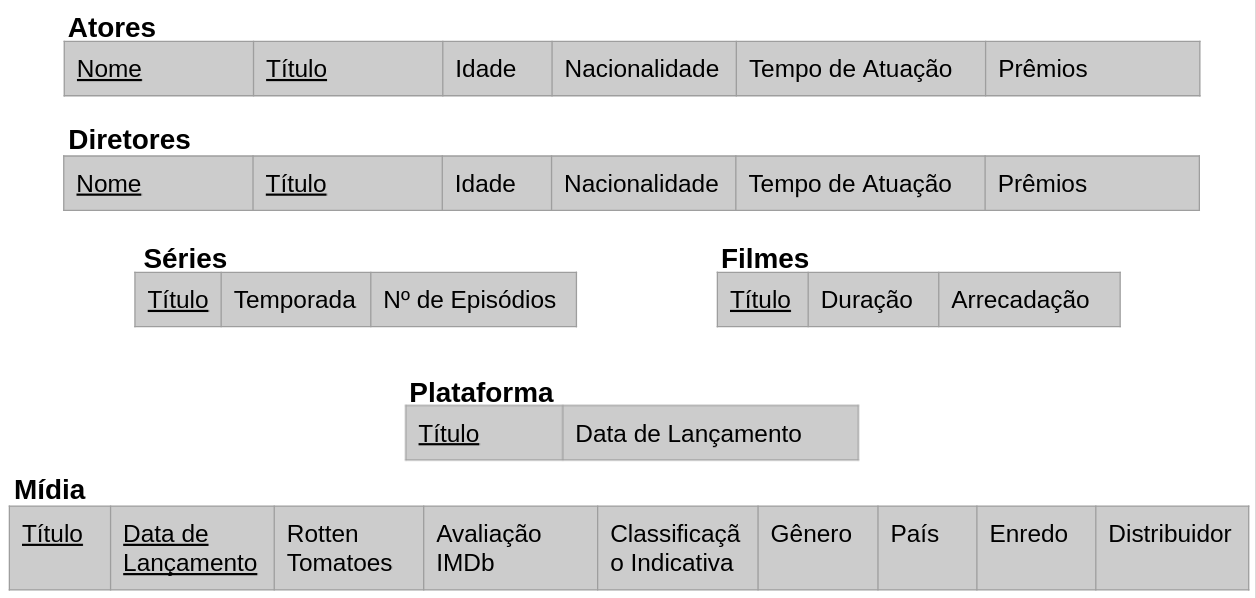 Atores
Nome Título Idade Nacionalidade Tempo de Atuação Prêmios
Diretores
Nome Título Idade Nacionalidade Tempo de Atuação Prêmios
Séries
Título Temporada Nº de Episódios
Filmes
Título Duração Arrecadação
Plataforma
Título Data de Lançamento
Mídia
Título Data de Rotten Avaliação Classificaçã Gênero País Enredo Distribuidor
Lançamento Tomatoes IMDb o Indicativa